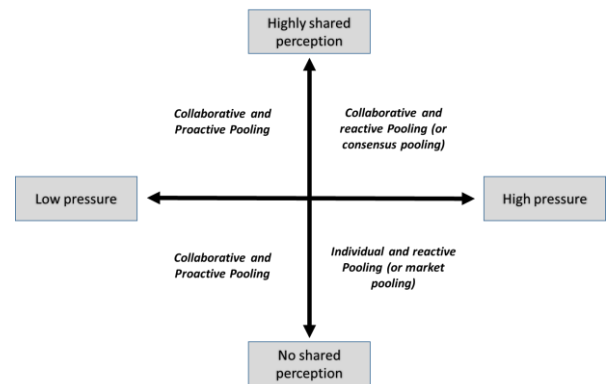 Highly shared
perception
Collaborative and
Proactive Pooling
Collaborative and
reactive Pooling (or
consensus pooling)
Low pressure
High pressure
Collaborative and
Proactive Pooling
Individual and reactive
Pooling (or market
pooling)
No shared
perception